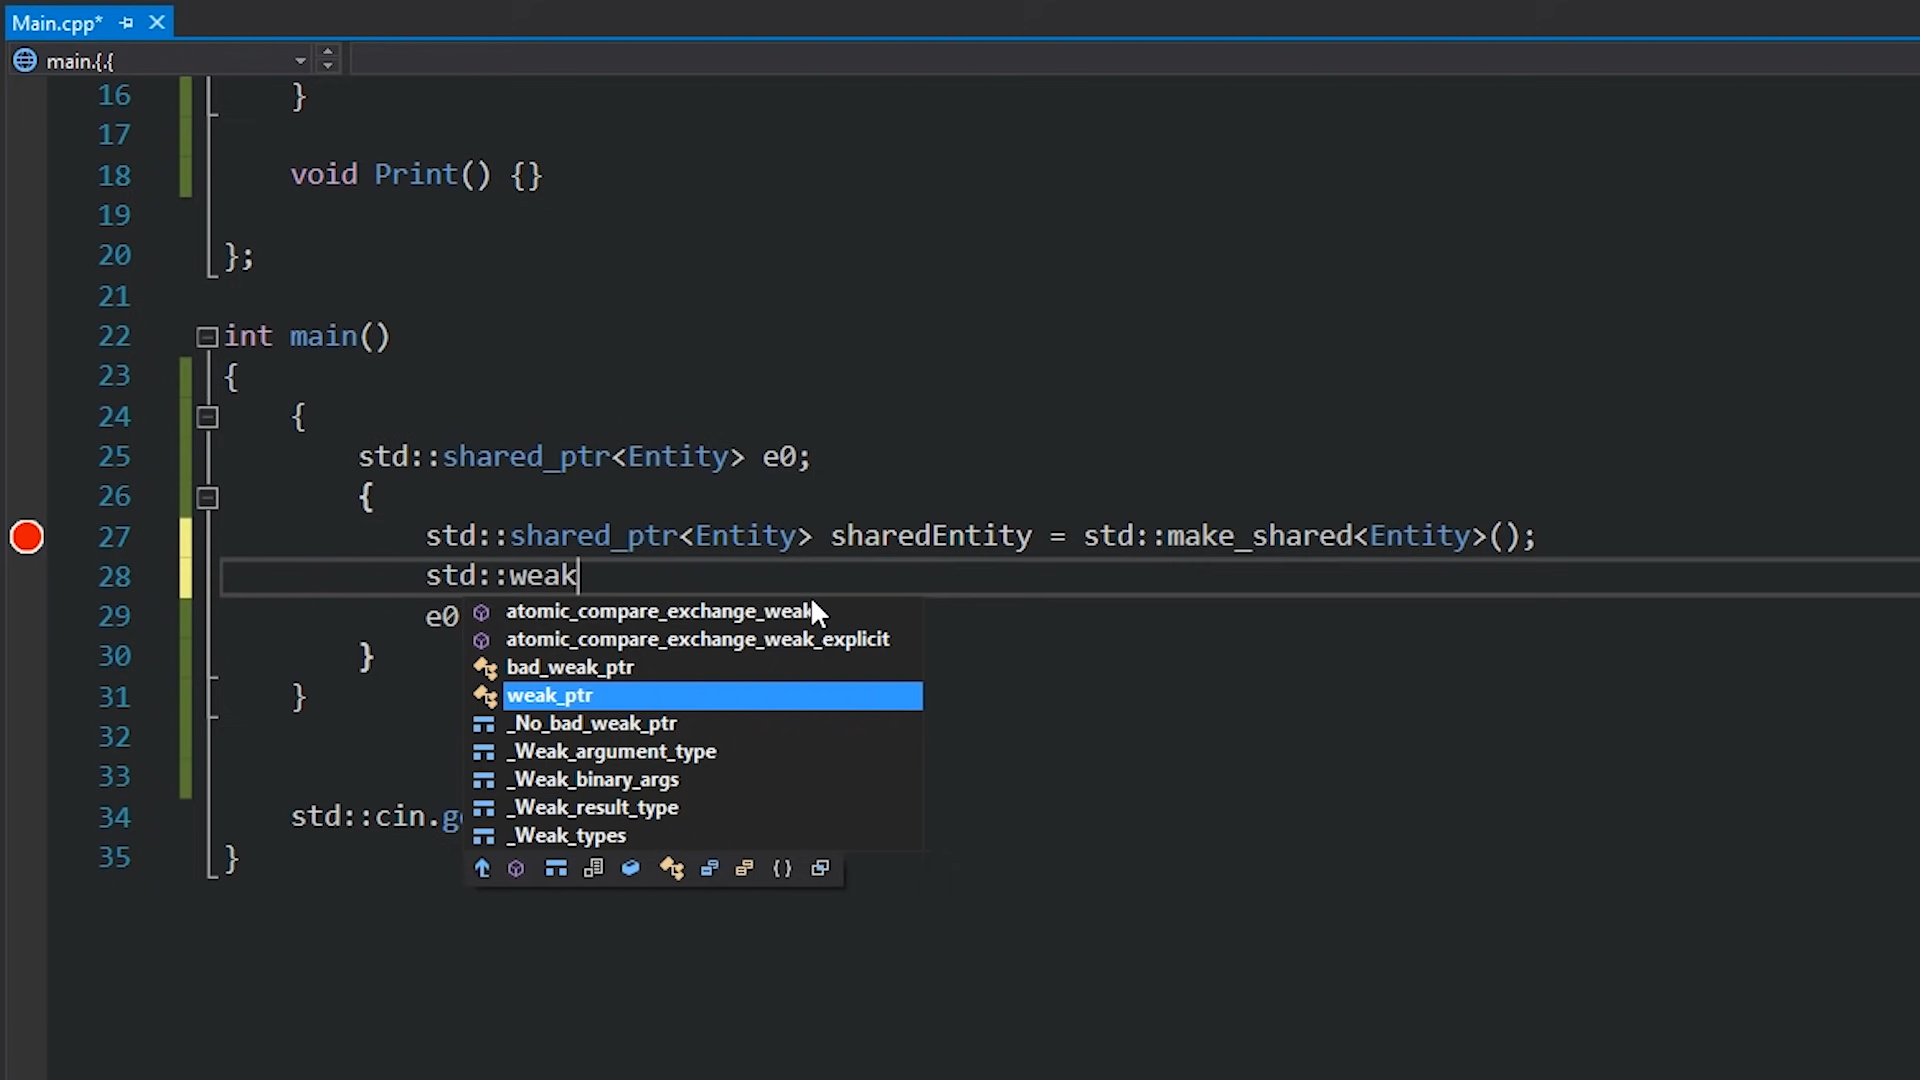 Main.cpp*
main.{.{
16 }
17
18 void Print() {}
19
20 };
21
22 int main()
23 {
24 {
25 std::shared_ptr<Entity> e0;
26 {
27 std::shared_ptr<Entity> sharedEntity = std::make_shared<Entity>();
28 std::weak
29 e0
atomic_compare_exchange_weak
atomic_compare_exchange_weak_explicit
bad_weak_ptr
weak_ptr
_No_bad_weak_ptr
_Weak_argument_type
_Weak_binary_args
_Weak_result_type
_Weak_types
30 }
31 }
32
33
34 std::cin.ge
35 }